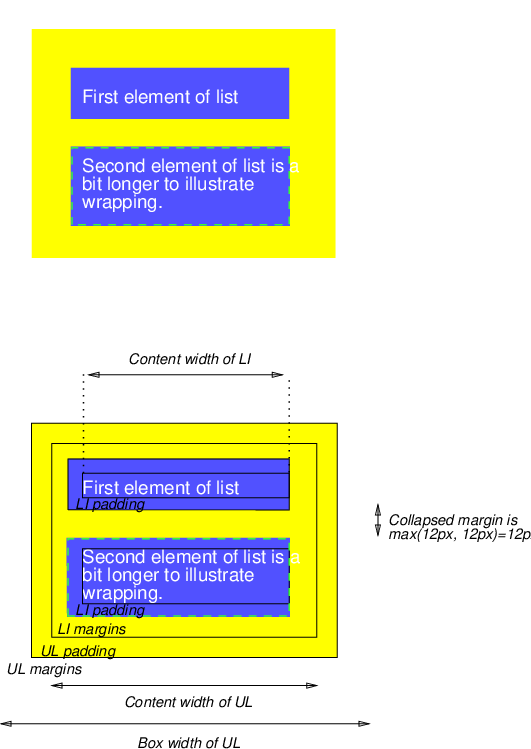 First element of list
Second element of list is a
bit longer to illustrate
wrapping.
Content width of LI
First element of list
LI padding
Collapsed margin is
max(12px, 12px)=12p
Second element of list is a
bit longer to illustrate
wrapping.
LI padding
LI margins
UL padding
UL margins
Content width of UL
Box width of UL